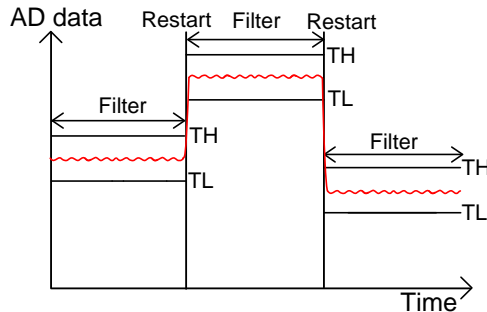 AD data
Restart
Filter
Restart
TH
TL
Filter
TH
TL
Filter
TH
TL
Time